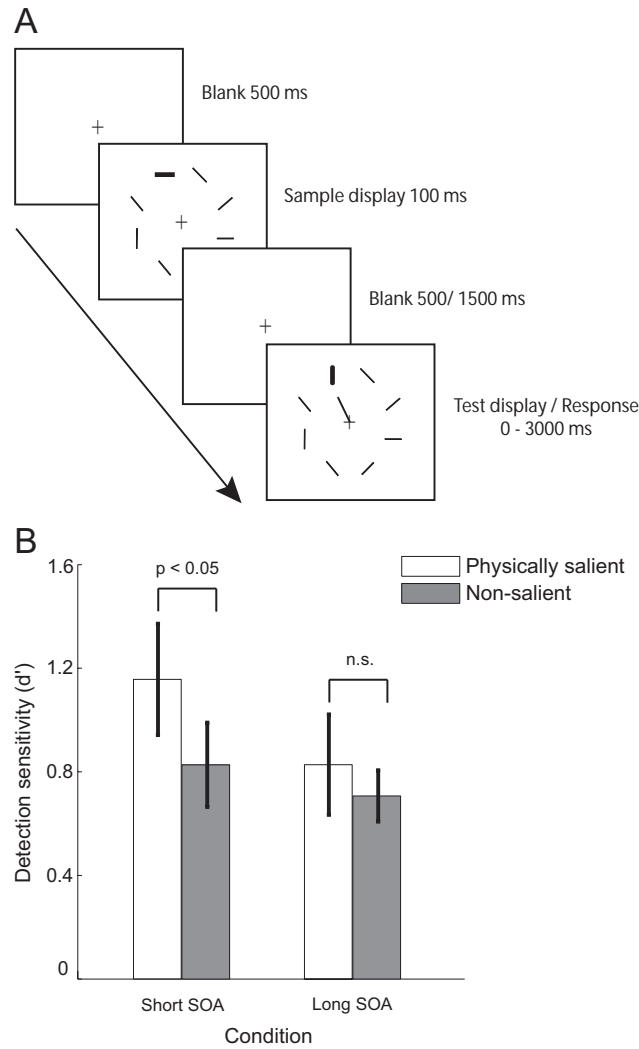 A
Blank 500 ms
Sample display 100 ms
Blank 500/ 1500 ms
Test display / Response
0 - 3000 ms
B
1.6
1.2
0.8
0.4
0
Detection sensitivity (d')
p < 0.05
n.s.
Physically salient
Non-salient
Short SOA
Long SOA
Condition